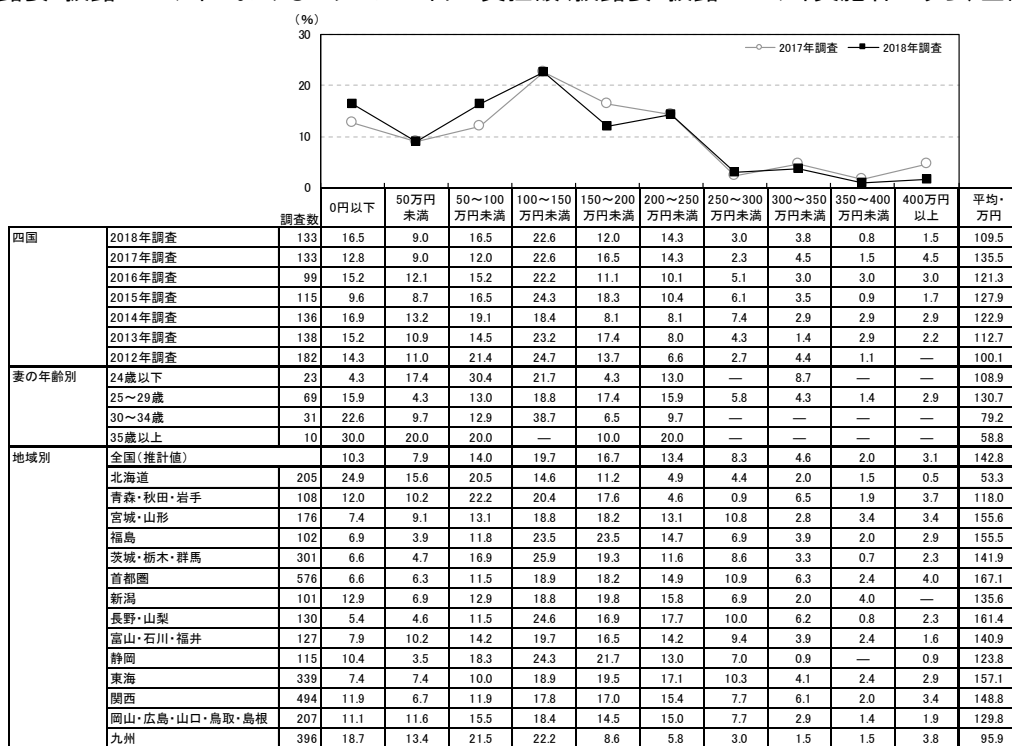 （％）
30
20
10
0
2017年調査 2018年調査
調査数 0円以下 50万円未満 50～100万円未満 100～150万円未満 150～200万円未満 200～250万円未満 250～300万円未満 300～350万円未満 350～400万円未満 400万円以上 平均・万円
四国 2018年調査 133 16.5 9.0 16.5 22.6 12.0 14.3 3.0 3.8 0.8 1.5 109.5
2017年調査 133 12.8 9.0 12.0 22.6 16.5 14.3 2.3 4.5 1.5 4.5 135.5
2016年調査 99 15.2 12.1 15.2 22.2 11.1 10.1 5.1 3.0 3.0 3.0 121.3
2015年調査 115 9.6 8.7 16.5 24.3 18.3 10.4 6.1 3.5 0.9 1.7 127.9
2014年調査 136 16.9 13.2 19.1 18.4 8.1 8.1 7.4 2.9 2.9 2.9 122.9
2013年調査 138 15.2 10.9 14.5 23.2 17.4 8.0 4.3 1.4 2.9 2.2 112.7
2012年調査 182 14.3 11.0 21.4 24.7 13.7 6.6 2.7 4.4 1.1 ― 100.1
妻の年齢別 24歳以下 23 4.3 17.4 30.4 21.7 4.3 13.0 ― 8.7 ― ― 108.9
25～29歳 69 15.9 4.3 13.0 18.8 17.4 15.9 5.8 4.3 1.4 2.9 130.7
30～34歳 31 22.6 9.7 12.9 38.7 6.5 9.7 ― ― ― ― 79.2
35歳以上 10 30.0 20.0 20.0 ― 10.0 20.0 ― ― ― ― 58.8
地域別 全国（推計値） 10.3 7.9 14.0 19.7 16.7 13.4 8.3 4.6 2.0 3.1 142.8
北海道 205 24.9 15.6 20.5 14.6 11.2 4.9 4.4 2.0 1.5 0.5 53.3
青森・秋田・岩手 108 12.0 10.2 22.2 20.4 17.6 4.6 0.9 6.5 1.9 3.7 118.0
宮城・山形 176 7.4 9.1 13.1 18.8 18.2 13.1 10.8 2.8 3.4 3.4 155.6
福島 102 6.9 3.9 11.8 23.5 23.5 14.7 6.9 3.9 2.0 2.9 155.5
茨城・栃木・群馬 301 6.6 4.7 16.9 25.9 19.3 11.6 8.6 3.3 0.7 2.3 141.9
首都圏 576 6.6 6.3 11.5 18.9 18.2 14.9 10.9 6.3 2.4 4.0 167.1
新潟 101 12.9 6.9 12.9 18.8 19.8 15.8 6.9 2.0 4.0 ― 135.6
長野・山梨 130 5.4 4.6 11.5 24.6 16.9 17.7 10.0 6.2 0.8 2.3 161.4
富山・石川・福井 127 7.9 10.2 14.2 19.7 16.5 14.2 9.4 3.9 2.4 1.6 140.9
静岡 115 10.4 3.5 18.3 24.3 21.7 13.0 7.0 0.9 ― 0.9 123.8
東海 339 7.4 7.4 10.0 18.9 19.5 17.1 10.3 4.1 2.4 2.9 157.1
関西 494 11.9 6.7 11.9 17.8 17.0 15.4 7.7 6.1 2.0 3.4 148.8
岡山・広島・山口・鳥取・島根 207 11.1 11.6 15.5 18.4 14.5 15.0 7.7 2.9 1.4 1.9 129.8
九州 396 18.7 13.4 21.5 22.2 8.6 5.8 3.0 1.5 1.5 3.8 95.9